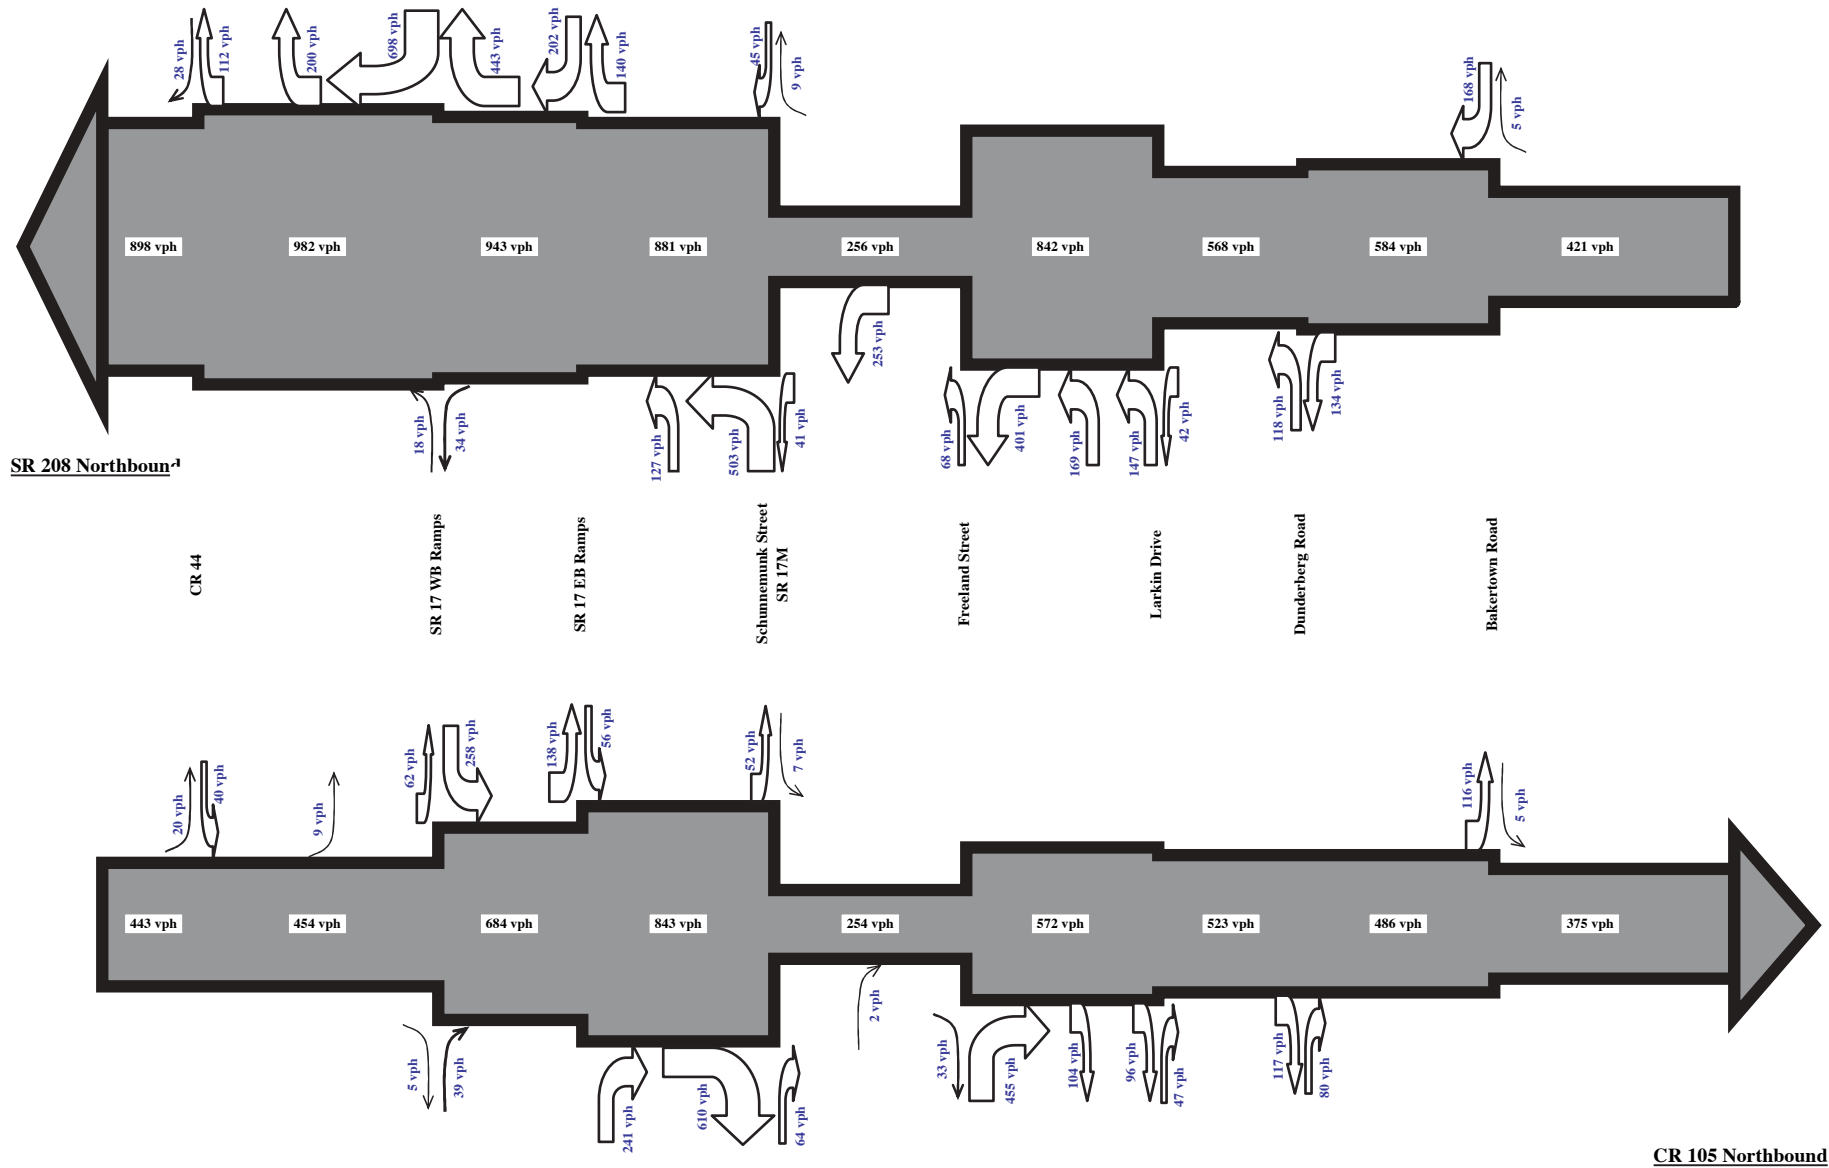 28 vph
112 vph
200 vph
698 vph
443 vph
202 vph
140 vph
45 vph
9 vph
168 vph
5 vph
898 vph
982 vph
943 vph
881 vph
256 vph
842 vph
568 vph
584 vph
421 vph
18 vph
34 vph
127 vph
503 vph
41 vph
253 vph
68 vph
401 vph
169 vph
147 vph
42 vph
118 vph
134 vph
SR 208 Northbound
CR 44
SR 17 WB Ramps
SR 17 EB Ramps
Schunnemunk Street
SR 17M
Freeland Street
Larkin Drive
Dunderberg Road
Bakertown Road
20 vph
40 vph
9 vph
62 vph
258 vph
138 vph
56 vph
52 vph
7 vph
116 vph
5 vph
443 vph
454 vph
684 vph
843 vph
254 vph
572 vph
523 vph
486 vph
375 vph
5 vph
39 vph
241 vph
610 vph
64 vph
2 vph
33 vph
455 vph
104 vph
96 vph
47 vph
117 vph
80 vph
CR 105 Northbound